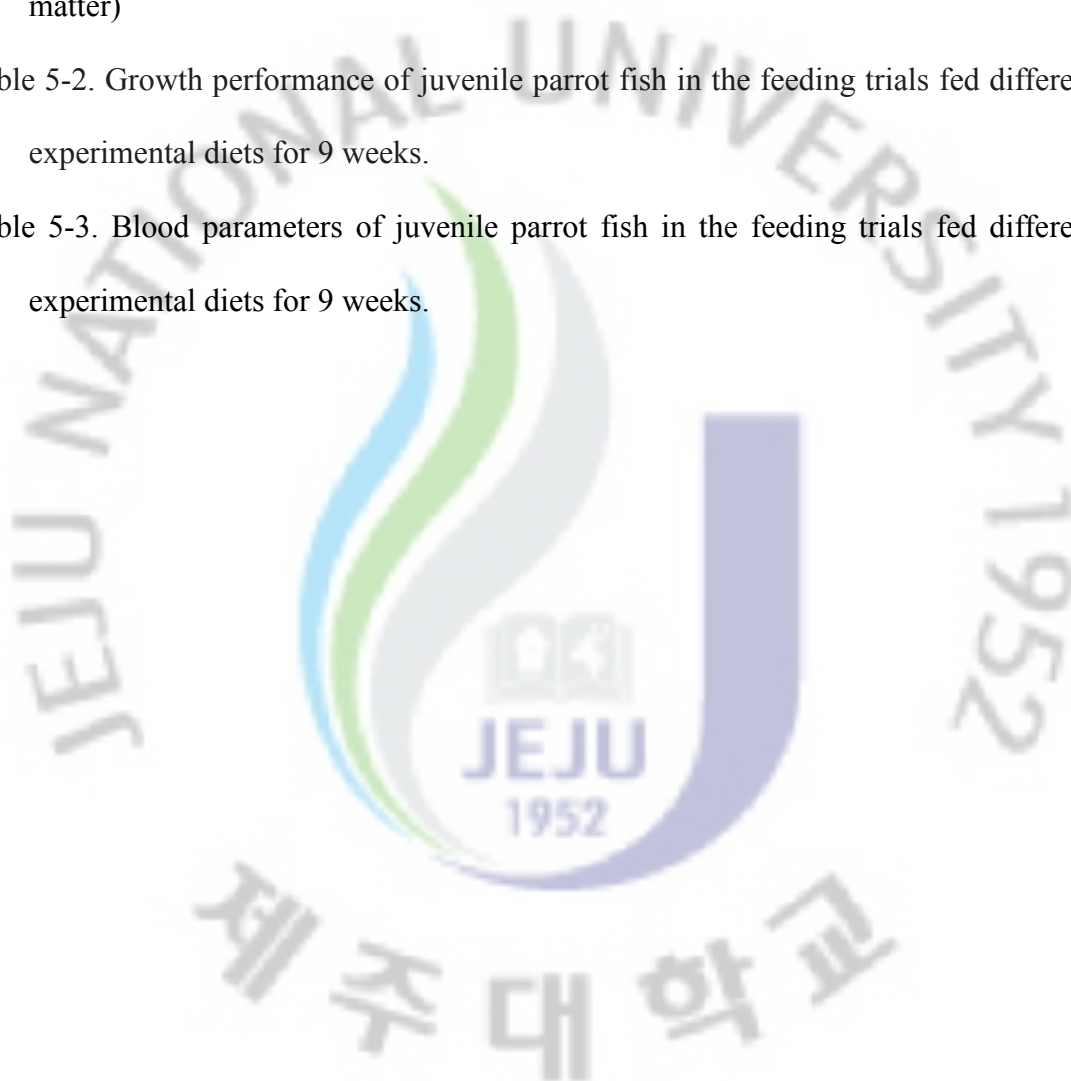 matter)
ble 5-2. Growth performance of juvenile parrot fish in the feeding trials fed differe
experimental diets for 9 weeks.
ble 5-3. Blood parameters of juvenile parrot fish in the feeding trials fed differe
experimental diets for 9 weeks.
JEJU NATIONAL UNIVERSITY 1952
JEJU
1952
제주대학교